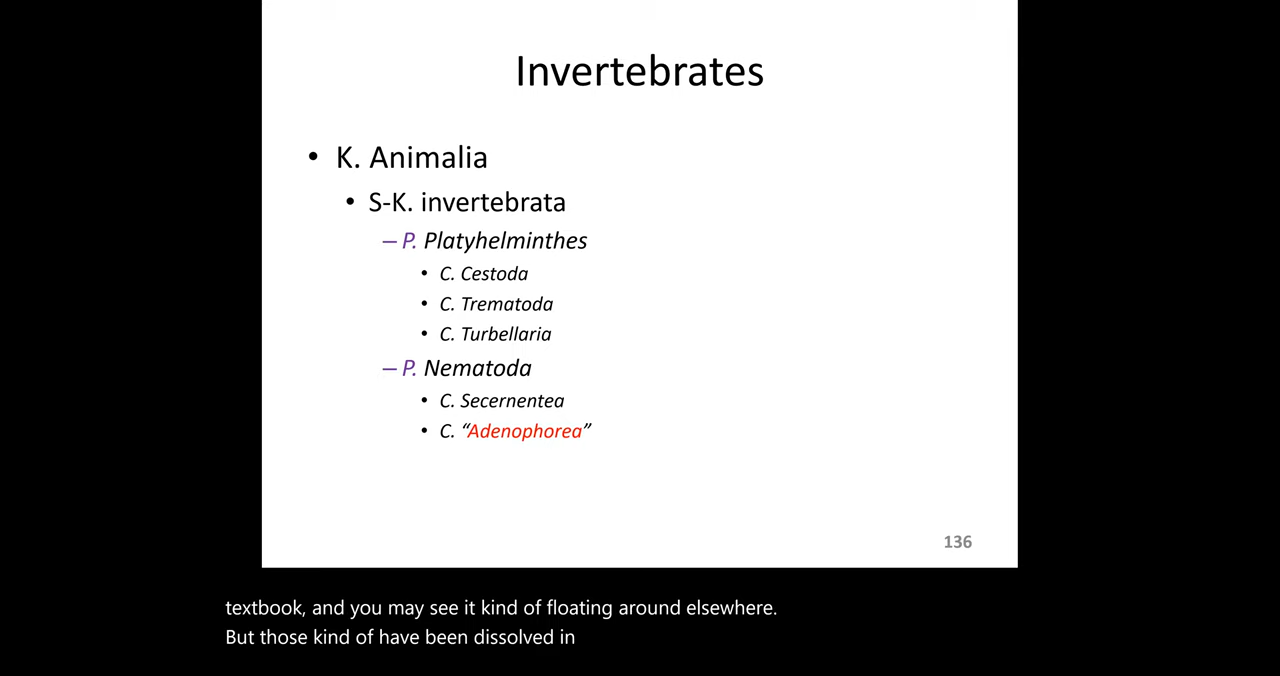 Invertebrates
• K. Animalia
• S-K. invertebrata
– P. Platyhelminthes
• C. Cestoda
• C. Trematoda
• C. Turbellaria
– P. Nematoda
• C. Secernentea
• C. “Adenophorea”
136
textbook, and you may see it kind of floating around elsewhere.
But those kind of have been dissolved in